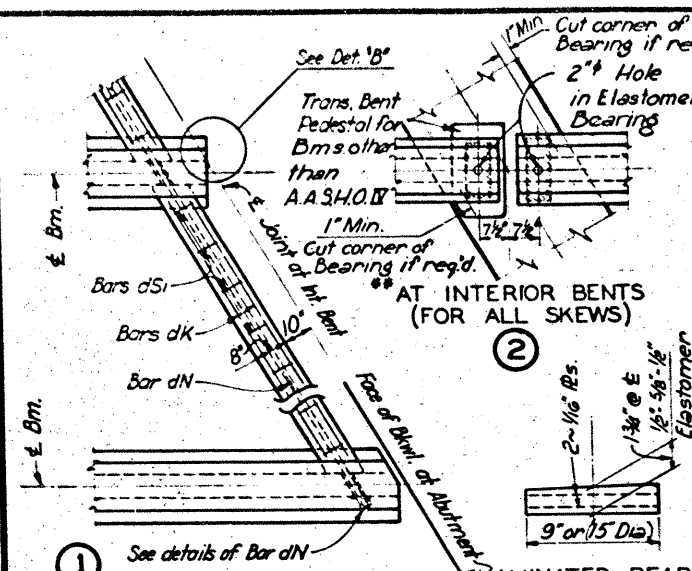 See Det. "B"
℄ Bm.
Bars dS1
Bars dK
Bar dN
8"
10"
℄ Joint at Int. Bent
Face of Bkwl. at Abutment
℄ Bm.
See details of Bar dN
1
1" Min.
Cut corner of
Bearing if re
2"ϕ Hole
in Elastomer
Bearing
Trans. Bent
Pedestal for
Bms. other
than
A.A.S.H.O. IV
1" Min.
Cut corner of
Bearing if req'd.
7½" 7½"
** AT INTERIOR BENTS
(FOR ALL SKEWS)
2
2~1/16" Pls.
1¾" @ ℄
½"-5/8"-½"
Elastomer
9" or (15" Dia)
LAMINATED BEAR